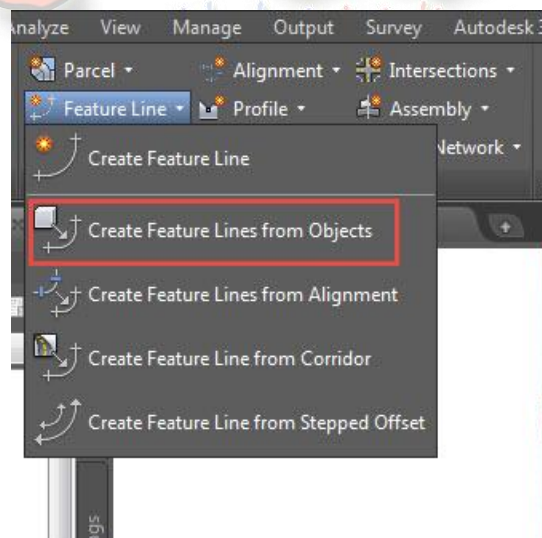 Analyze View Manage Output Survey Autodesk 3
Parcel Alignment Intersections
Feature Line Profile Assembly
Create Feature Line Network
Create Feature Lines from Objects
Create Feature Lines from Alignment
Create Feature Line from Corridor
Create Feature Line from Stepped Offset